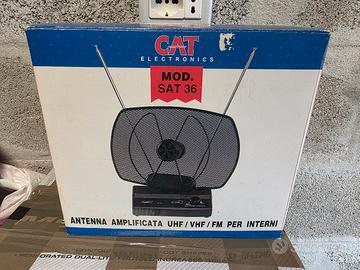 CAT
ELECTRONICS
MOD.
SAT 36
ANTENNA AMPLIFICATA UHF/VHF/FM PER INTERNI